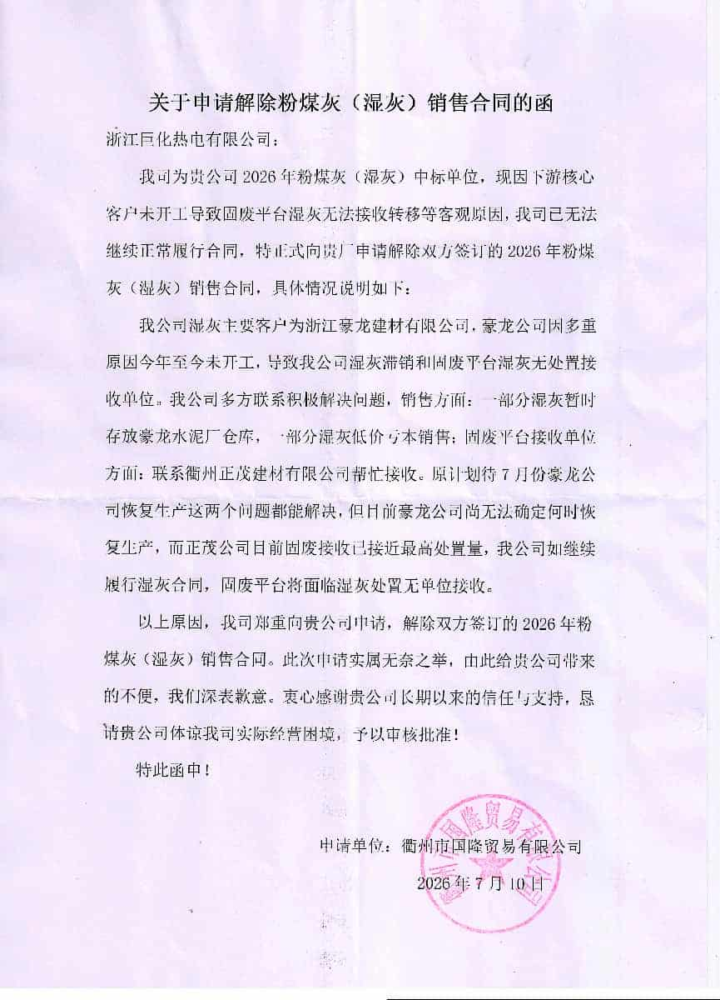 关于申请解除粉煤灰（湿灰）销售合同的函
浙江巨化热电有限公司：
我司为贵公司 2026 年粉煤灰（湿灰）中标单位，现因下游核心
客户未开工导致固废平台湿灰无法接收转移等客观原因，我司已无法
继续正常履行合同，特正式向贵厂申请解除双方签订的 2026 年粉煤
灰（湿灰）销售合同，具体情况说明如下：
我公司湿灰主要客户为浙江豪龙建材有限公司，豪龙公司因多重
原因今年至今未开工，导致我公司湿灰滞销和固废平台湿灰无处置接
收单位。我公司多方联系积极解决问题，销售方面：一部分湿灰暂时
存放豪龙水泥厂仓库，一部分湿灰低价亏本销售；固废平台接收单位
方面：联系衢州正茂建材有限公司帮忙接收。原计划待 7 月份豪龙公
司恢复生产这两个问题都能解决，但目前豪龙公司尚无法确定何时恢
复生产，而正茂公司目前固废接收已接近最高处置量，我公司如继续
履行湿灰合同，固废平台将面临湿灰处置无单位接收。
以上原因，我司郑重向贵公司申请，解除双方签订的 2026 年粉
煤灰（湿灰）销售合同。此次申请实属无奈之举，由此给贵公司带来
的不便，我们深表歉意。衷心感谢贵公司长期以来的信任与支持，恳
请贵公司体谅我司实际经营困境，予以审核批准！
特此函申！
申请单位：衢州市国隆贸易有限公司
2026 年 7 月 10 日
衢州市国隆贸易有限公司